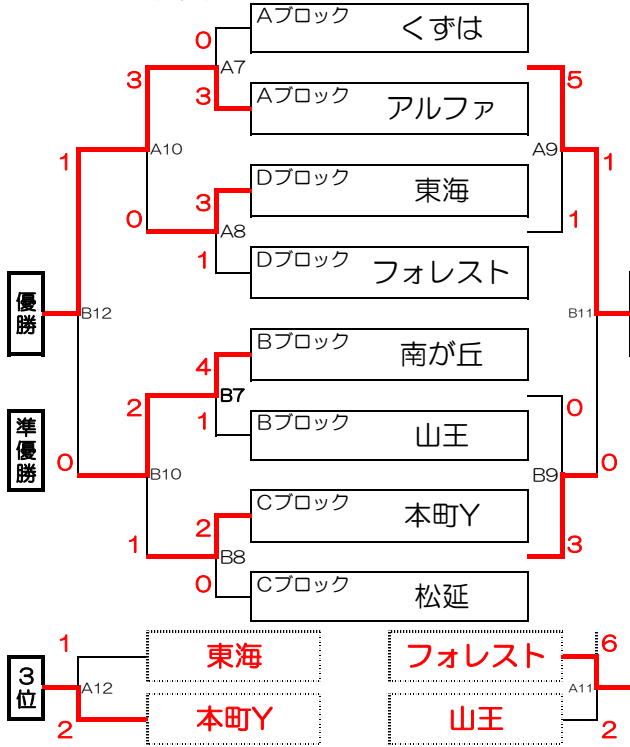 Aブロック くずは
0
A7
3 3 Aブロック アルファ 5
1 A10 A9 1
Dブロック 東海
3
0 A8 1
1 Dブロック フォレスト
優勝 B12 B11
Bブロック 南が丘
4
2 B7 0
1 Bブロック 山王
準優勝 0 B10 B9 0
Cブロック 本町Y
2
1 B8 3
0 Cブロック 松延
1 東海 フォレスト 6
3位 A12 A11
2 本町Y 山王 2